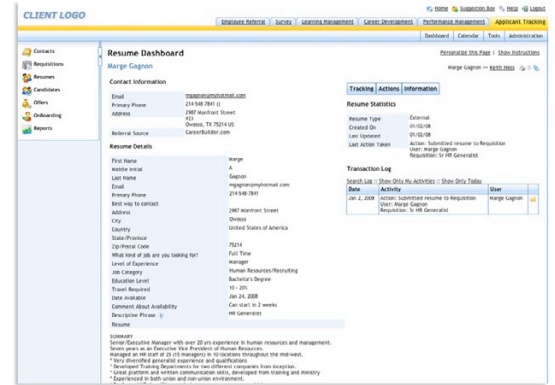 CLIENT LOGO
Home Suggestion Box Help Logout
Employee Referral Survey Learning Management Career Development Performance Management Applicant Tracking
Dashboard Calendar Tools Administration
Contacts
Requisitions
Resumes
Candidates
Offers
OnBoarding
Reports
Resume Dashboard
Personalize this Page | Show Instructions
Marge Gagnon
Marge Gagnon << Keith Hess
Contact Information
Email mgagnon@myhotmail.com
Primary Phone 214-548-7841 ()
Address 2987 Monfront Street
#23
Owosso, TX 75214 US
Referral Source CareerBuilder.com
Tracking Actions Information
Resume Statistics
Resume Type External
Created On 01/02/08
Last Updated 01/02/08
Last Action Taken Action: Submitted resume to Requisition
User: Marge Gagnon
Requisition: Sr HR Generalist
Resume Details
First Name Marge
Middle Initial A
Last Name Gagnon
Email mgagnon@myhotmail.com
Primary Phone 214-548-7841
Best way to contact
Address 2987 Monfront Street
City Owosso
Country United States of America
State/Province
Zip/Postal Code 75214
What kind of job are you looking for? Full Time
Level of Experience Manager
Job Category Human Resources/Recruiting
Education Level Bachelor's Degree
Travel Required 10 - 20%
Date Available Jan 24, 2008
Comment About Availability Can start in 2 weeks
Descriptive Phrase HR Generalist
Resume
Transaction Log
Search Log :: Show Only My Activities :: Show Only Today
Date Activity User
Jan 2, 2008 Action: Submitted resume to Requisition Marge Gagnon
User: Marge Gagnon
Requisition: Sr HR Generalist
SUMMARY
Senior/Executive Manager with over 20 yrs experience in human resources and management.
Seven years as an Executive Vice President of Human Resources.
Managed an HR staff of 25 (15 managers) in 10 locations throughout the mid-west.
* Very diversified generalist experience and qualifications
* Developed Training Departments for two different companies from inception.
* Great platform and written communication skills, developed from training and ministry
* Experienced in both union and non union environment.